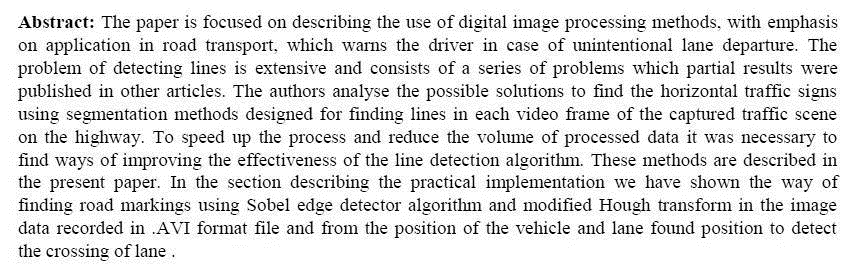 Abstract: The paper is focused on describing the use of digital image processing methods, with emphasis
on application in road transport, which warns the driver in case of unintentional lane departure. The
problem of detecting lines is extensive and consists of a series of problems which partial results were
published in other articles. The authors analyse the possible solutions to find the horizontal traffic signs
using segmentation methods designed for finding lines in each video frame of the captured traffic scene
on the highway. To speed up the process and reduce the volume of processed data it was necessary to
find ways of improving the effectiveness of the line detection algorithm. These methods are described in
the present paper. In the section describing the practical implementation we have shown the way of
finding road markings using Sobel edge detector algorithm and modified Hough transform in the image
data recorded in .AVI format file and from the position of the vehicle and lane found position to detect
the crossing of lane .